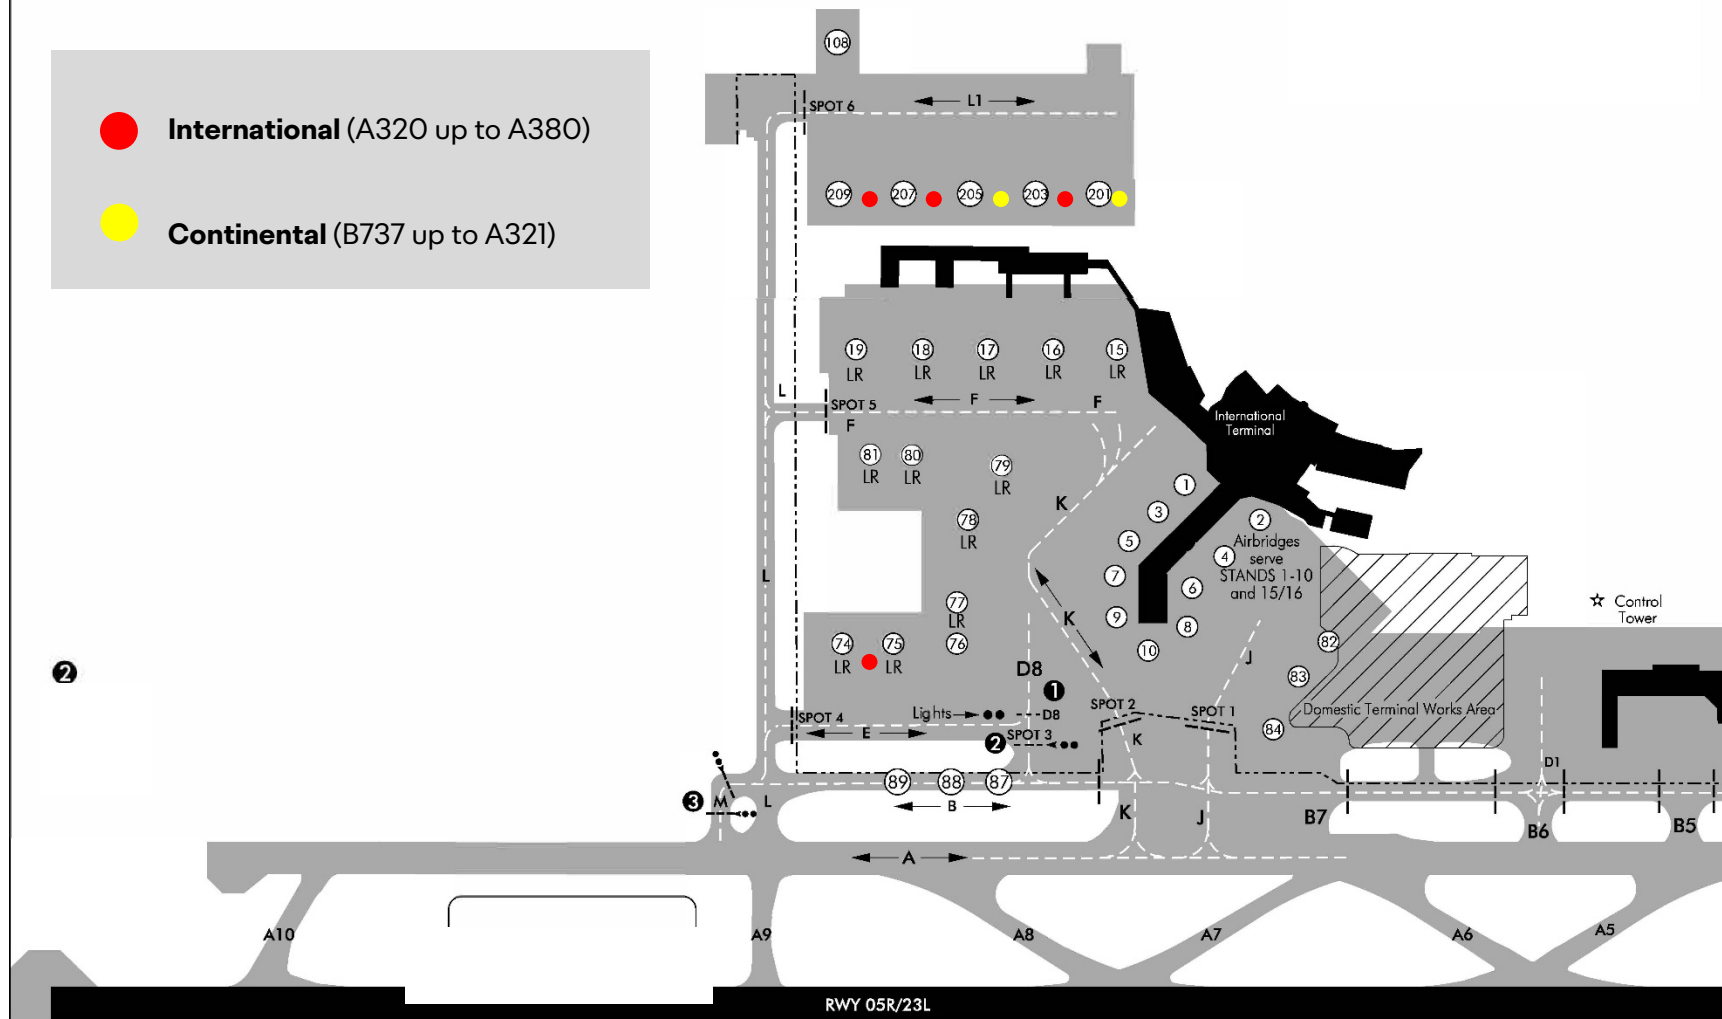 108
SPOT 6
L1
International (A320 up to A380)
Continental (B737 up to A321)
209
207
205
203
201
19
LR
18
LR
17
LR
16
LR
15
LR
L
SPOT 5
F
F
F
International
Terminal
81
LR
80
LR
79
LR
K
1
3
5
7
9
10
2
Airbridges
serve
STANDS 1-10
and 15/16
4
6
8
78
LR
L
77
LR
76
74
LR
75
LR
K
J
82
83
84
Control
Tower
Domestic Terminal Works Area
2
D8
1
Lights
D8
SPOT 4
E
SPOT 3
2
SPOT 2
K
SPOT 1
D1
3
M
L
89
88
87
B
K
J
B7
B6
B5
A
A10
A9
A8
A7
A6
A5
RWY 05R/23L